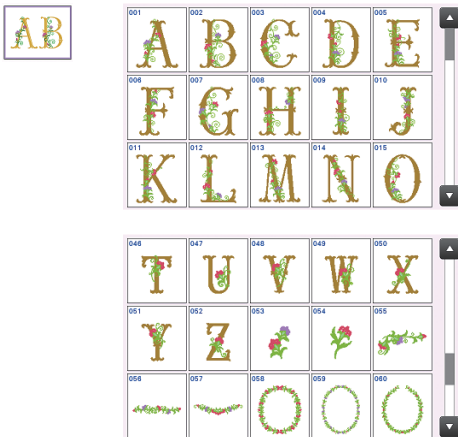 AB
001 002 003 004 005
A B C D E
006 007 008 009 010
F G H I J
011 012 013 014 015
K L M N O
046 047 048 049 050
T U V W X
051 052 053 054 055
Y Z
056 057 058 059 060